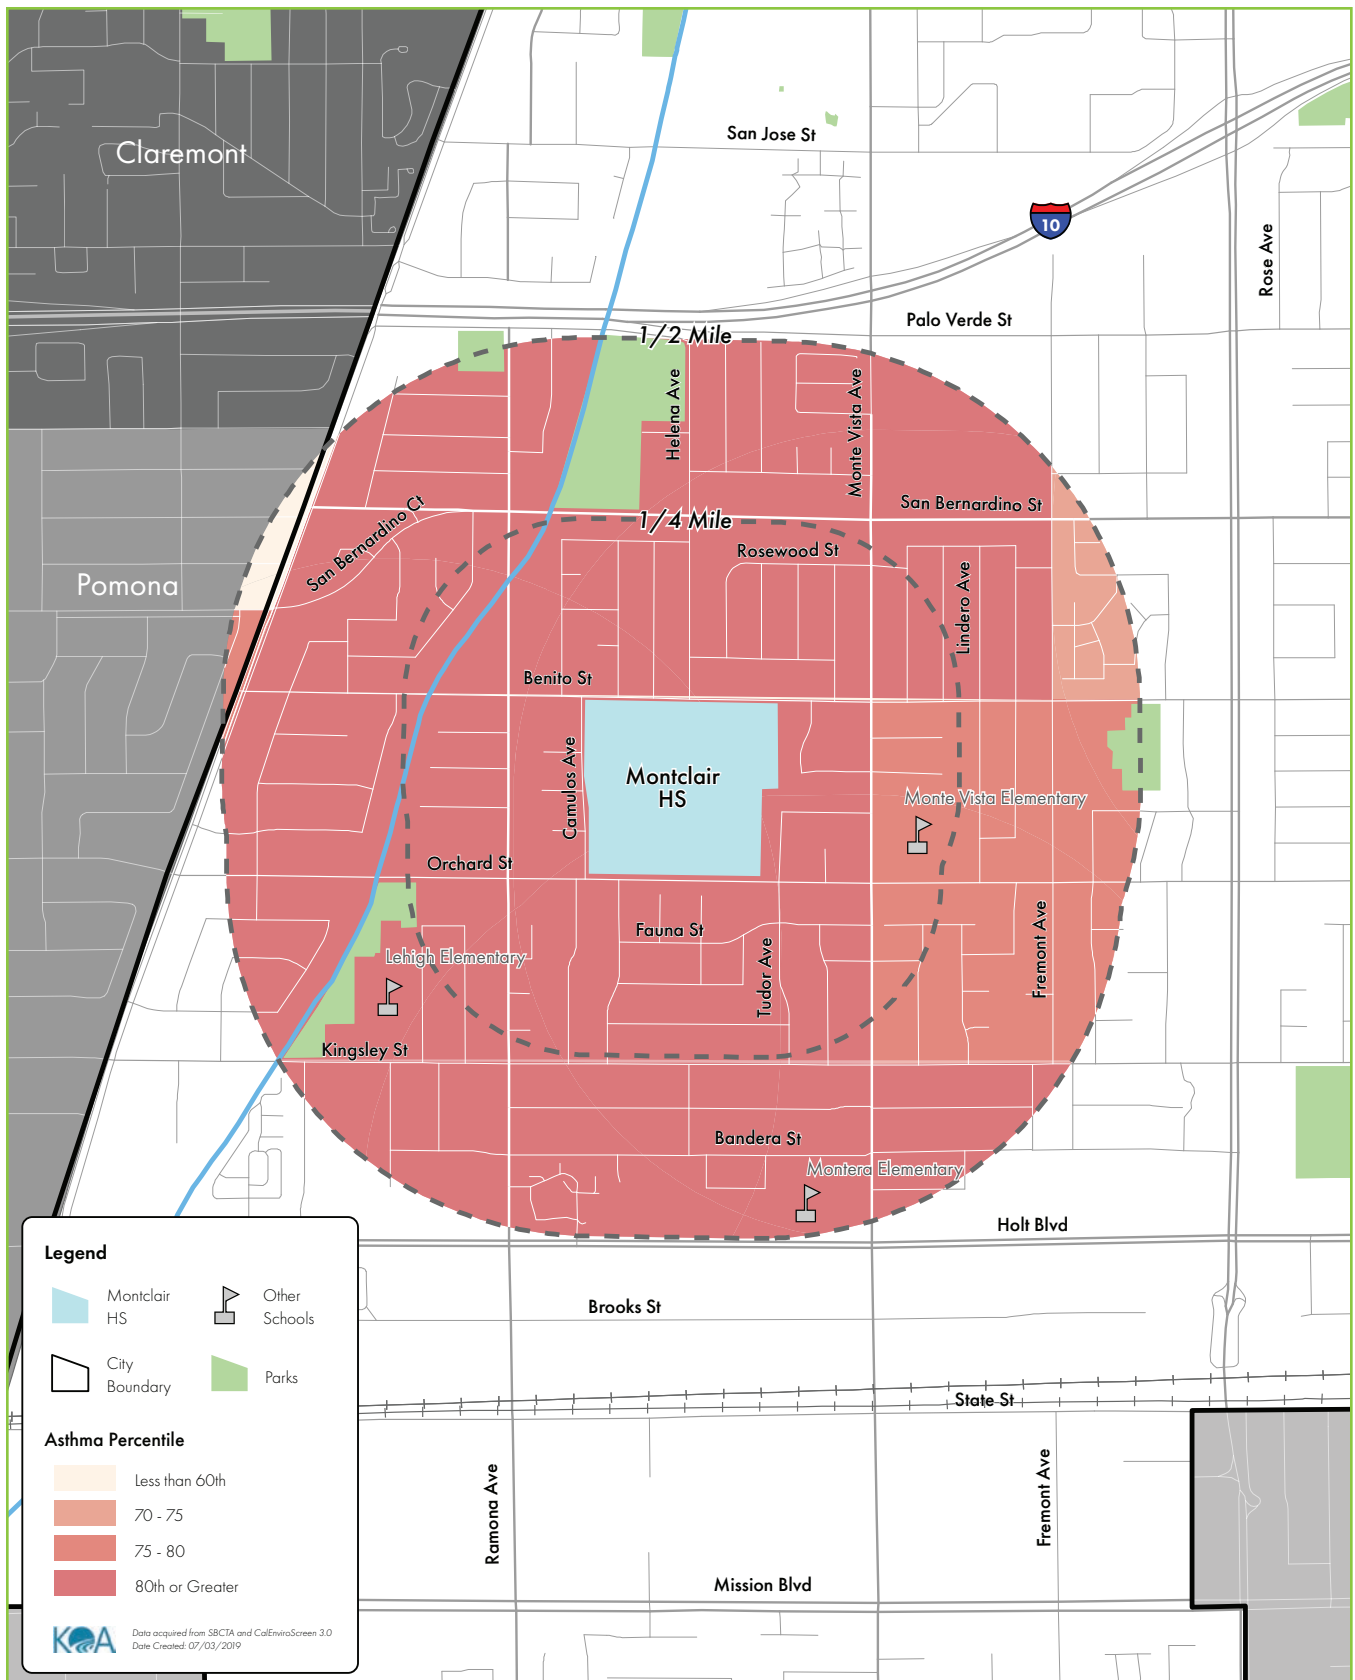 Claremont
San Jose St
10
Rose Ave
Palo Verde St
1/2 Mile
Helena Ave
Monte Vista Ave
San Bernardino St
San Bernardino Ct
1/4 Mile
Rosewood St
Pomona
Lindero Ave
Benito St
Camulos Ave
Montclair
HS
Monte Vista Elementary
Orchard St
Fauna St
Fremont Ave
Tudor Ave
Lehigh Elementary
Kingsley St
Bandera St
Montera Elementary
Holt Blvd
Brooks St
State St
Ramona Ave
Fremont Ave
Mission Blvd
Legend
Montclair
HS
Other
Schools
City
Boundary
Parks
Asthma Percentile
Less than 60th
70 - 75
75 - 80
80th or Greater
KOA
Data acquired from SBCTA and CalEnviroScreen 3.0
Date Created: 07/03/2019